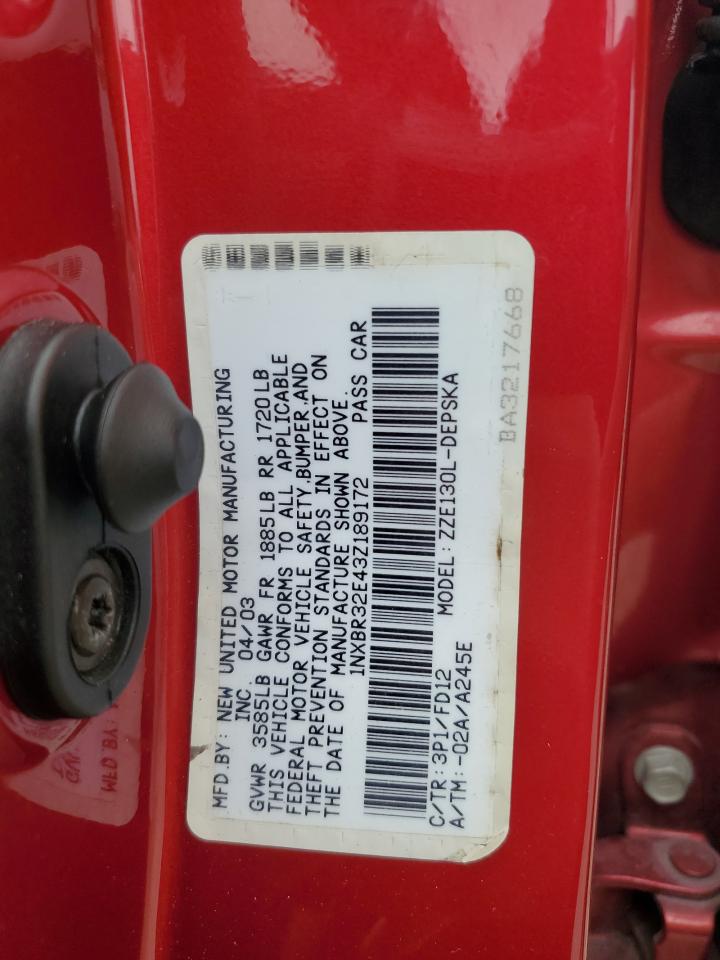 MFD.BY: NEW UNITED MOTOR MANUFACTURING
INC 04/03
GVWR 3585LB GAWR FR 1885LB RR 1720LB
THIS VEHICLE CONFORMS TO ALL APPLICABLE
FEDERAL MOTOR VEHICLE SAFETY,BUMPER,AND
THEFT PREVENTION STANDARDS IN EFFECT ON
THE DATE OF MANUFACTURE SHOWN ABOVE.
1NXBR32E43Z189172 PASS CAR
C/TR: 3P1/FD12 MODEL: ZZE130L-DEPSKA
A/TM: -02A/A245E
BA3217668